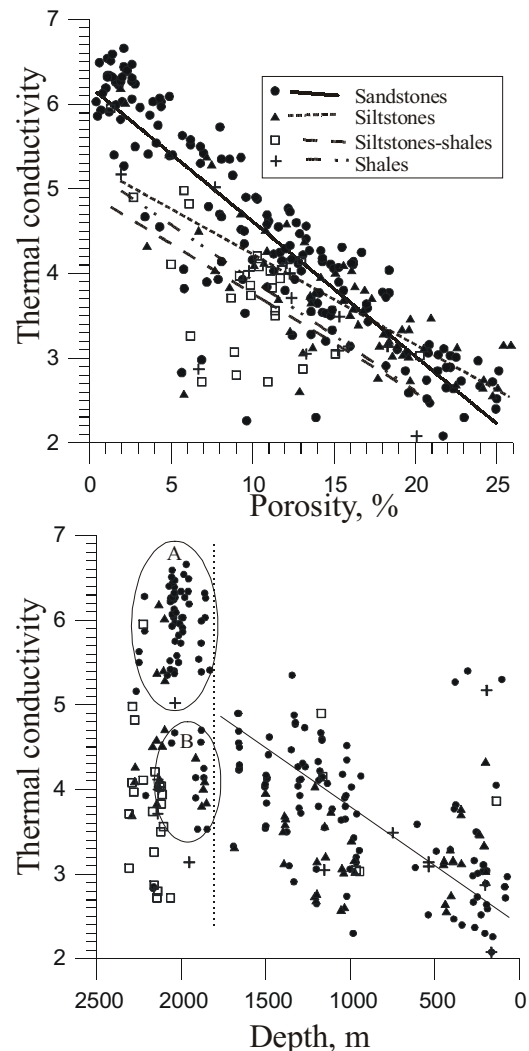 7
6
5
4
3
2
Thermal conductivity
Sandstones
Siltstones
Siltstones-shales
Shales
0 5 10 15 20 25
Porosity, %
7
6
5
4
3
2
Thermal conductivity
A
B
2500 2000 1500 1000 500 0
Depth, m